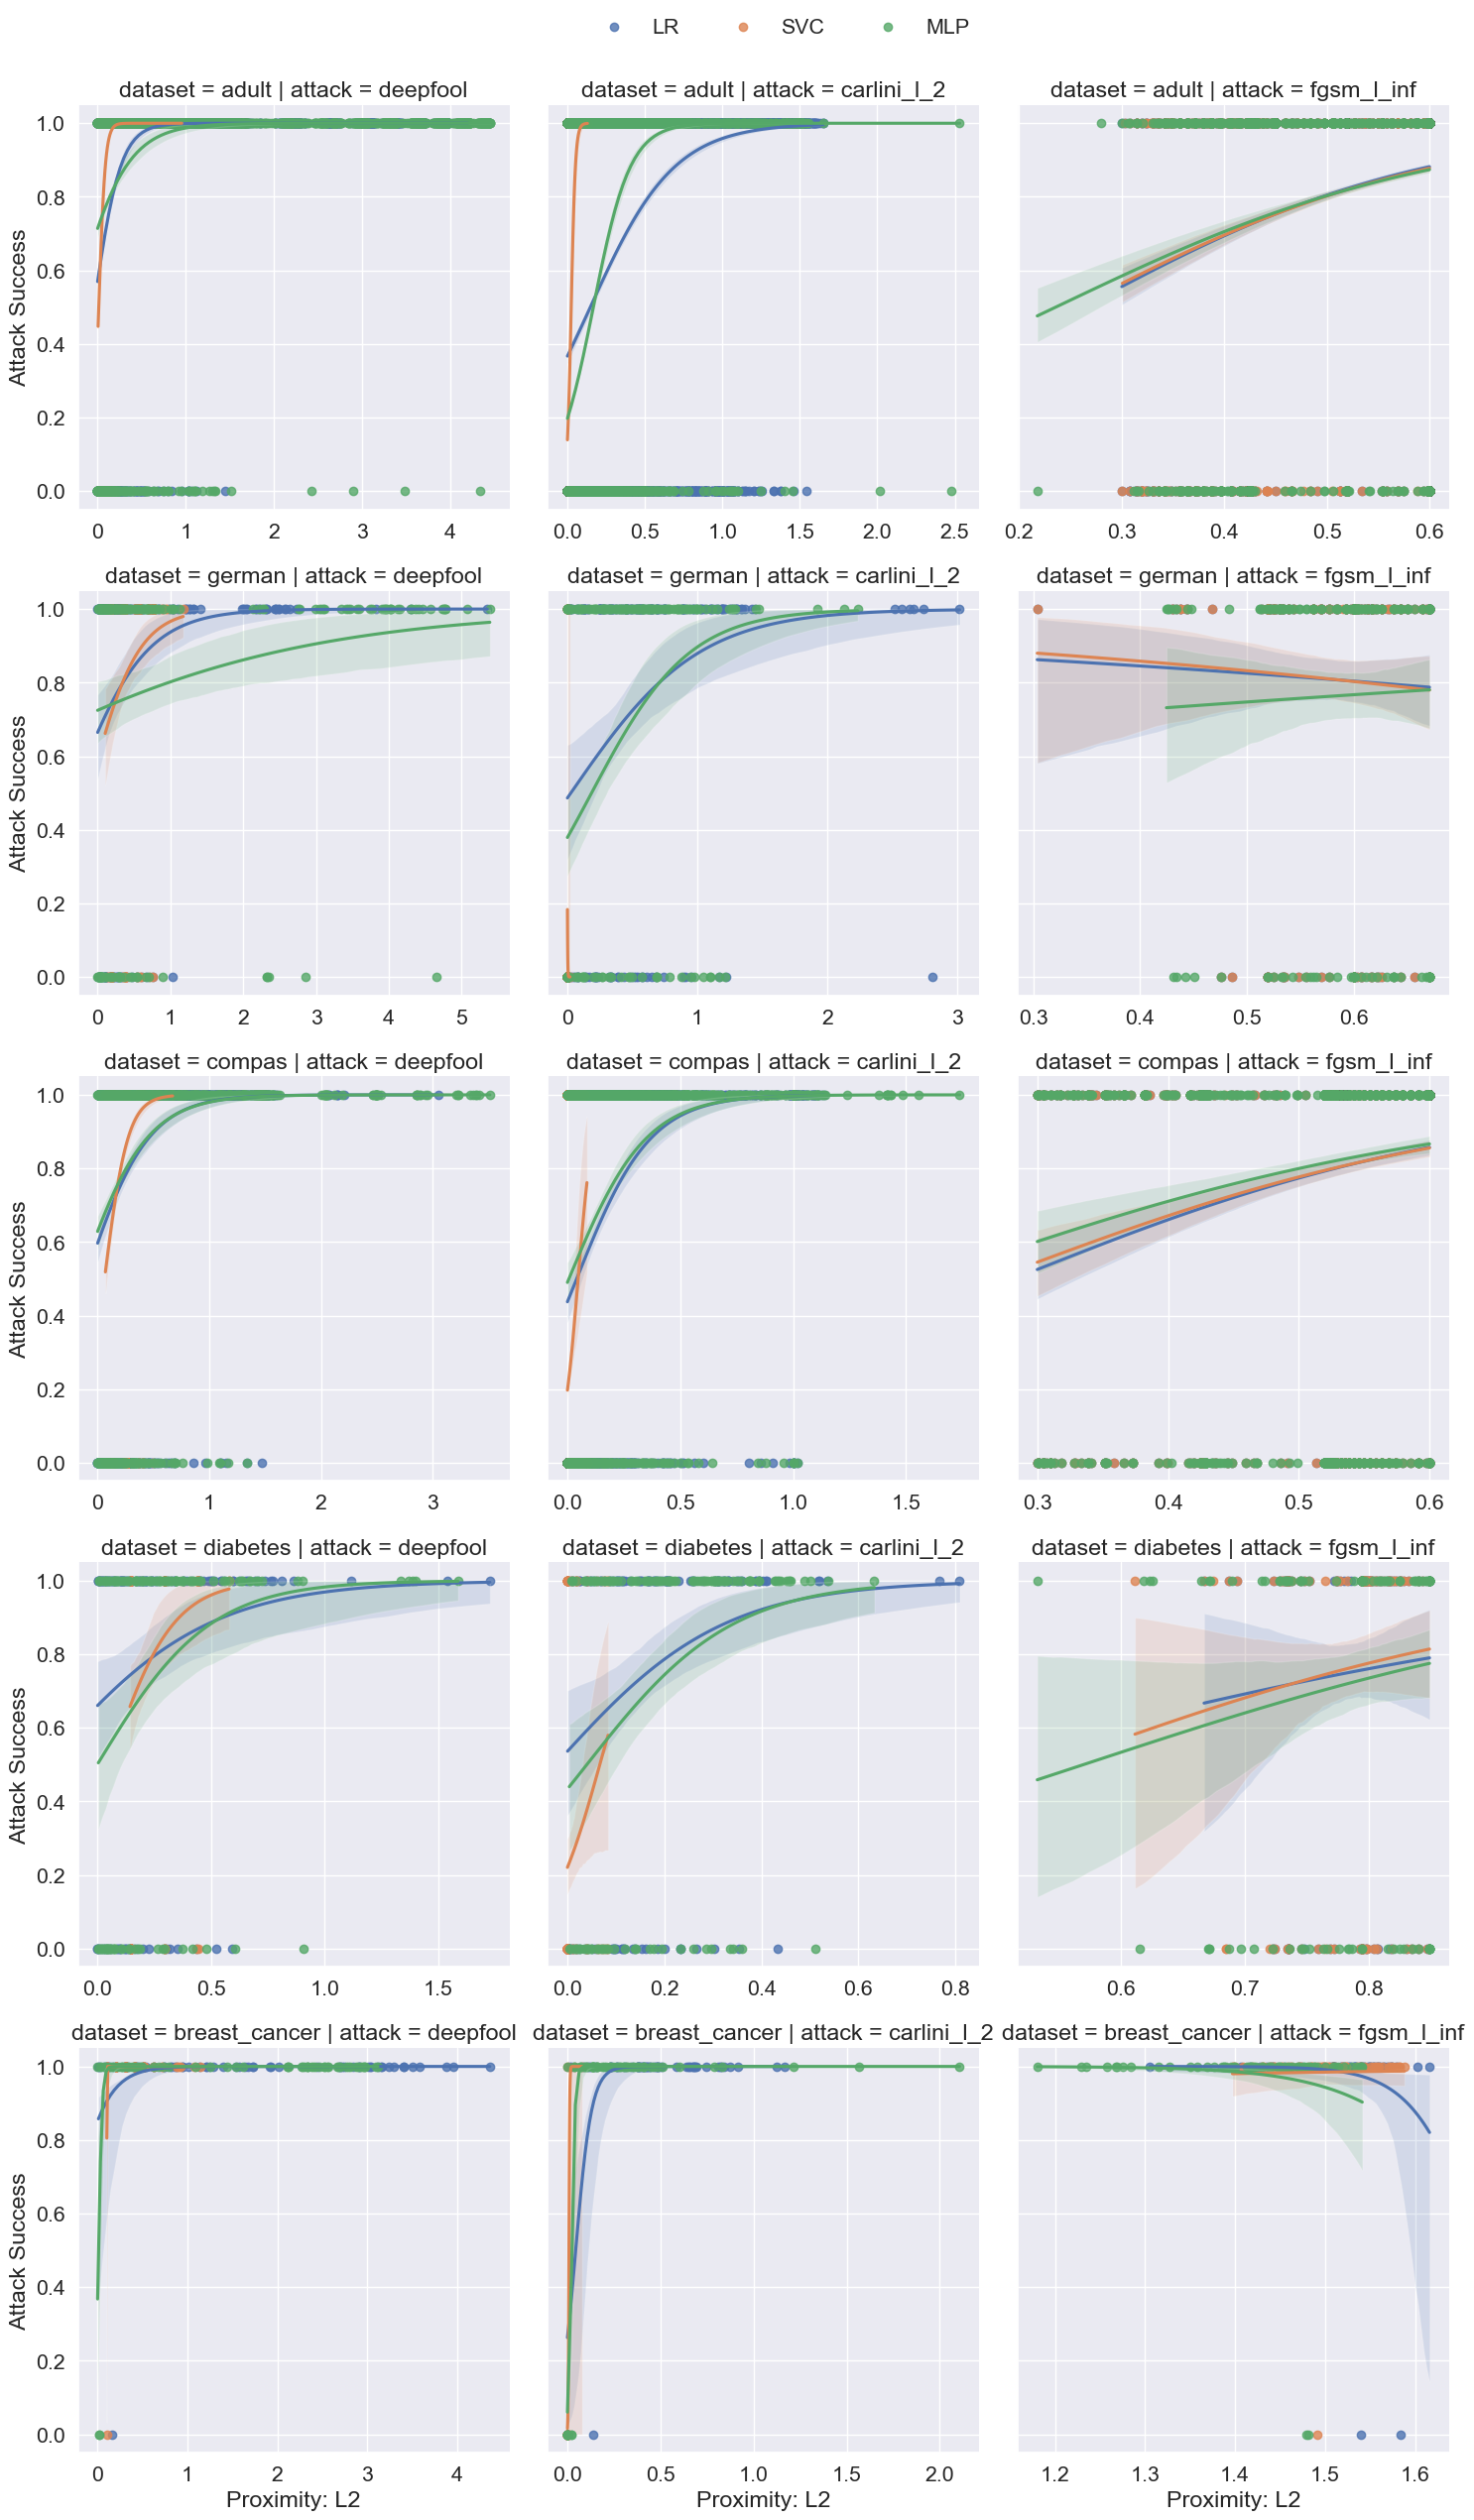 LR SVC MLP
dataset = adult | attack = deepfool
dataset = adult | attack = carlini_l_2
dataset = adult | attack = fgsm_l_inf
Attack Success
1.0
0.8
0.6
0.4
0.2
0.0
0 1 2 3 4
0.0 0.5 1.0 1.5 2.0 2.5
0.2 0.3 0.4 0.5 0.6
dataset = german | attack = deepfool
dataset = german | attack = carlini_l_2
dataset = german | attack = fgsm_l_inf
Attack Success
1.0
0.8
0.6
0.4
0.2
0.0
0 1 2 3 4 5
0 1 2 3
0.3 0.4 0.5 0.6
dataset = compas | attack = deepfool
dataset = compas | attack = carlini_l_2
dataset = compas | attack = fgsm_l_inf
Attack Success
1.0
0.8
0.6
0.4
0.2
0.0
0 1 2 3
0.0 0.5 1.0 1.5
0.3 0.4 0.5 0.6
dataset = diabetes | attack = deepfool
dataset = diabetes | attack = carlini_l_2
dataset = diabetes | attack = fgsm_l_inf
Attack Success
1.0
0.8
0.6
0.4
0.2
0.0
0.0 0.5 1.0 1.5
0.0 0.2 0.4 0.6 0.8
0.6 0.7 0.8
dataset = breast_cancer | attack = deepfool
dataset = breast_cancer | attack = carlini_l_2
dataset = breast_cancer | attack = fgsm_l_inf
Attack Success
1.0
0.8
0.6
0.4
0.2
0.0
0 1 2 3 4
0.0 0.5 1.0 1.5 2.0
1.2 1.3 1.4 1.5 1.6
Proximity: L2
Proximity: L2
Proximity: L2